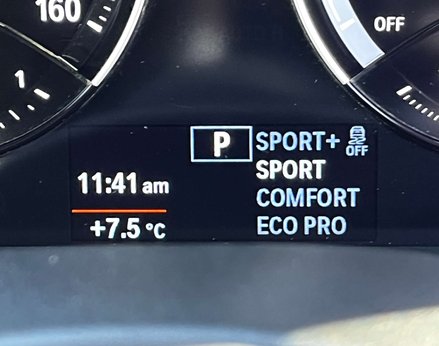 160
OFF
1
P SPORT+ OFF
SPORT
11:41 am
COMFORT
+7.5 °C
ECO PRO